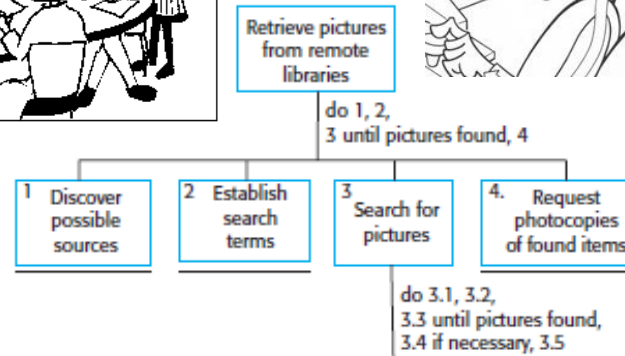 Retrieve pictures
from remote
libraries
do 1, 2,
3 until pictures found, 4
1 Discover
possible
sources
2 Establish
search
terms
3
Search for
pictures
4. Request
photocopies
of found items
do 3.1, 3.2,
3.3 until pictures found,
3.4 if necessary, 3.5